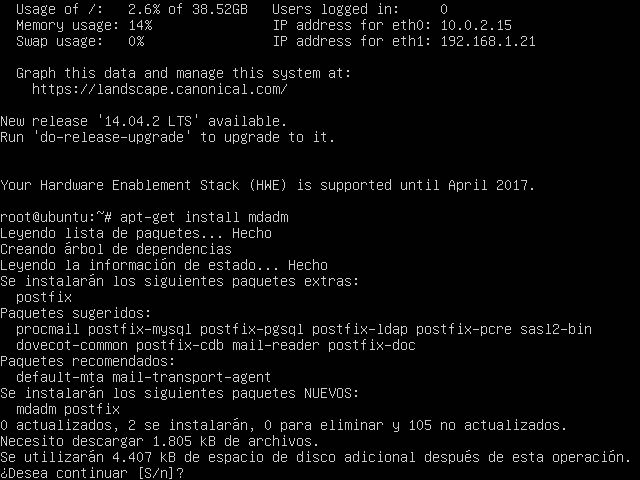 Usage of /:   2.6% of 38.52GB   Users logged in:     0
Memory usage: 14%               IP address for eth0: 10.0.2.15
Swap usage:   0%                IP address for eth1: 192.168.1.21
Graph this data and manage this system at:
https://landscape.canonical.com/
New release '14.04.2 LTS' available.
Run 'do-release-upgrade' to upgrade to it.
Your Hardware Enablement Stack (HWE) is supported until April 2017.
root@ubuntu:~# apt-get install mdadm
Leyendo lista de paquetes... Hecho
Creando árbol de dependencias
Leyendo la información de estado... Hecho
Se instalarán los siguientes paquetes extras:
postfix
Paquetes sugeridos:
procmail postfix-mysql postfix-pgsql postfix-ldap postfix-pcre sasl2-bin
dovecot-common postfix-cdb mail-reader postfix-doc
Paquetes recomendados:
default-mta mail-transport-agent
Se instalarán los siguientes paquetes NUEVOS:
mdadm postfix
0 actualizados, 2 se instalarán, 0 para eliminar y 105 no actualizados.
Necesito descargar 1.805 kB de archivos.
Se utilizarán 4.407 kB de espacio de disco adicional después de esta operación.
¿Desea continuar [S/n]?